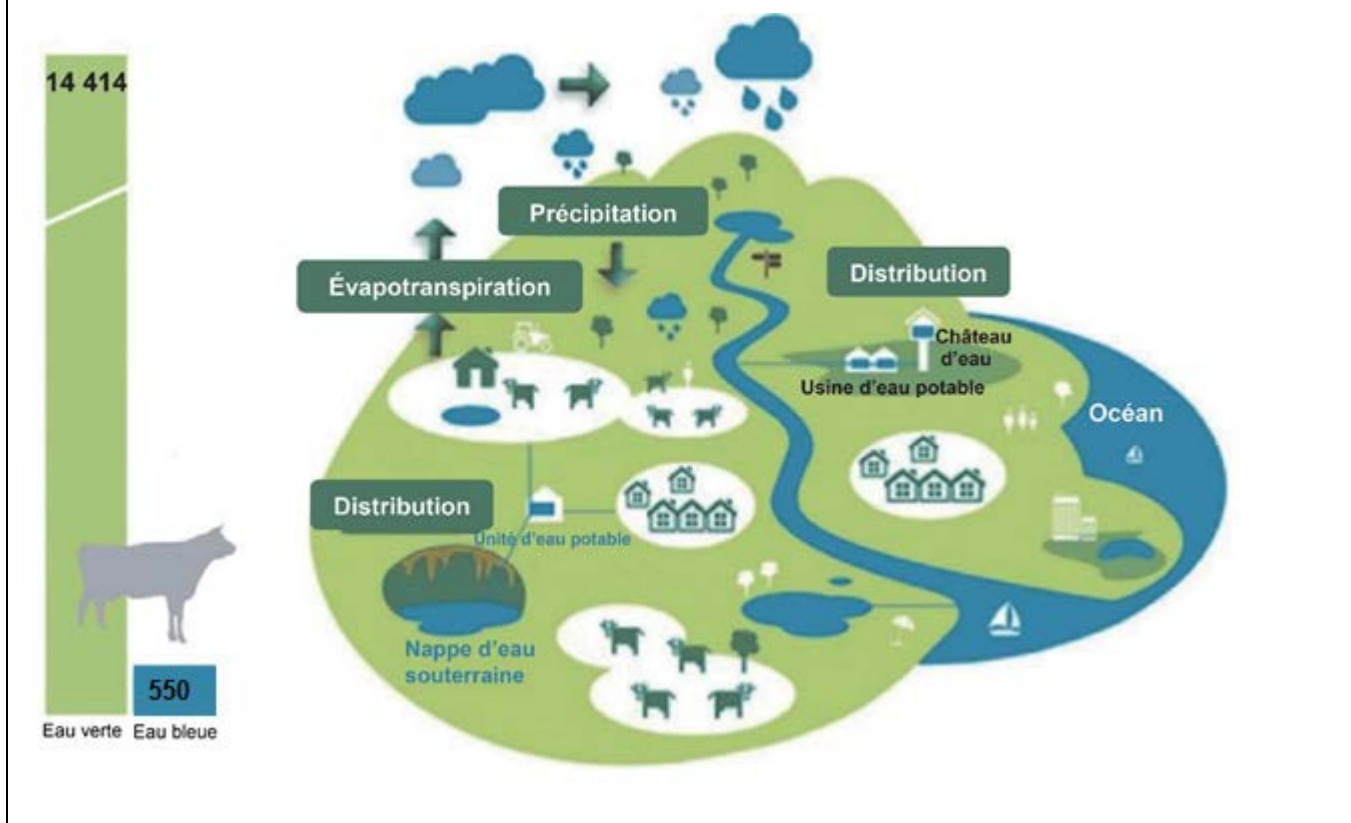 14 414
550
Eau verte
Eau bleue
Précipitation
Évapotranspiration
Distribution
Château
d'eau
Usine d'eau potable
Océan
Distribution
Unité d'eau potable
Nappe d'eau
souterraine